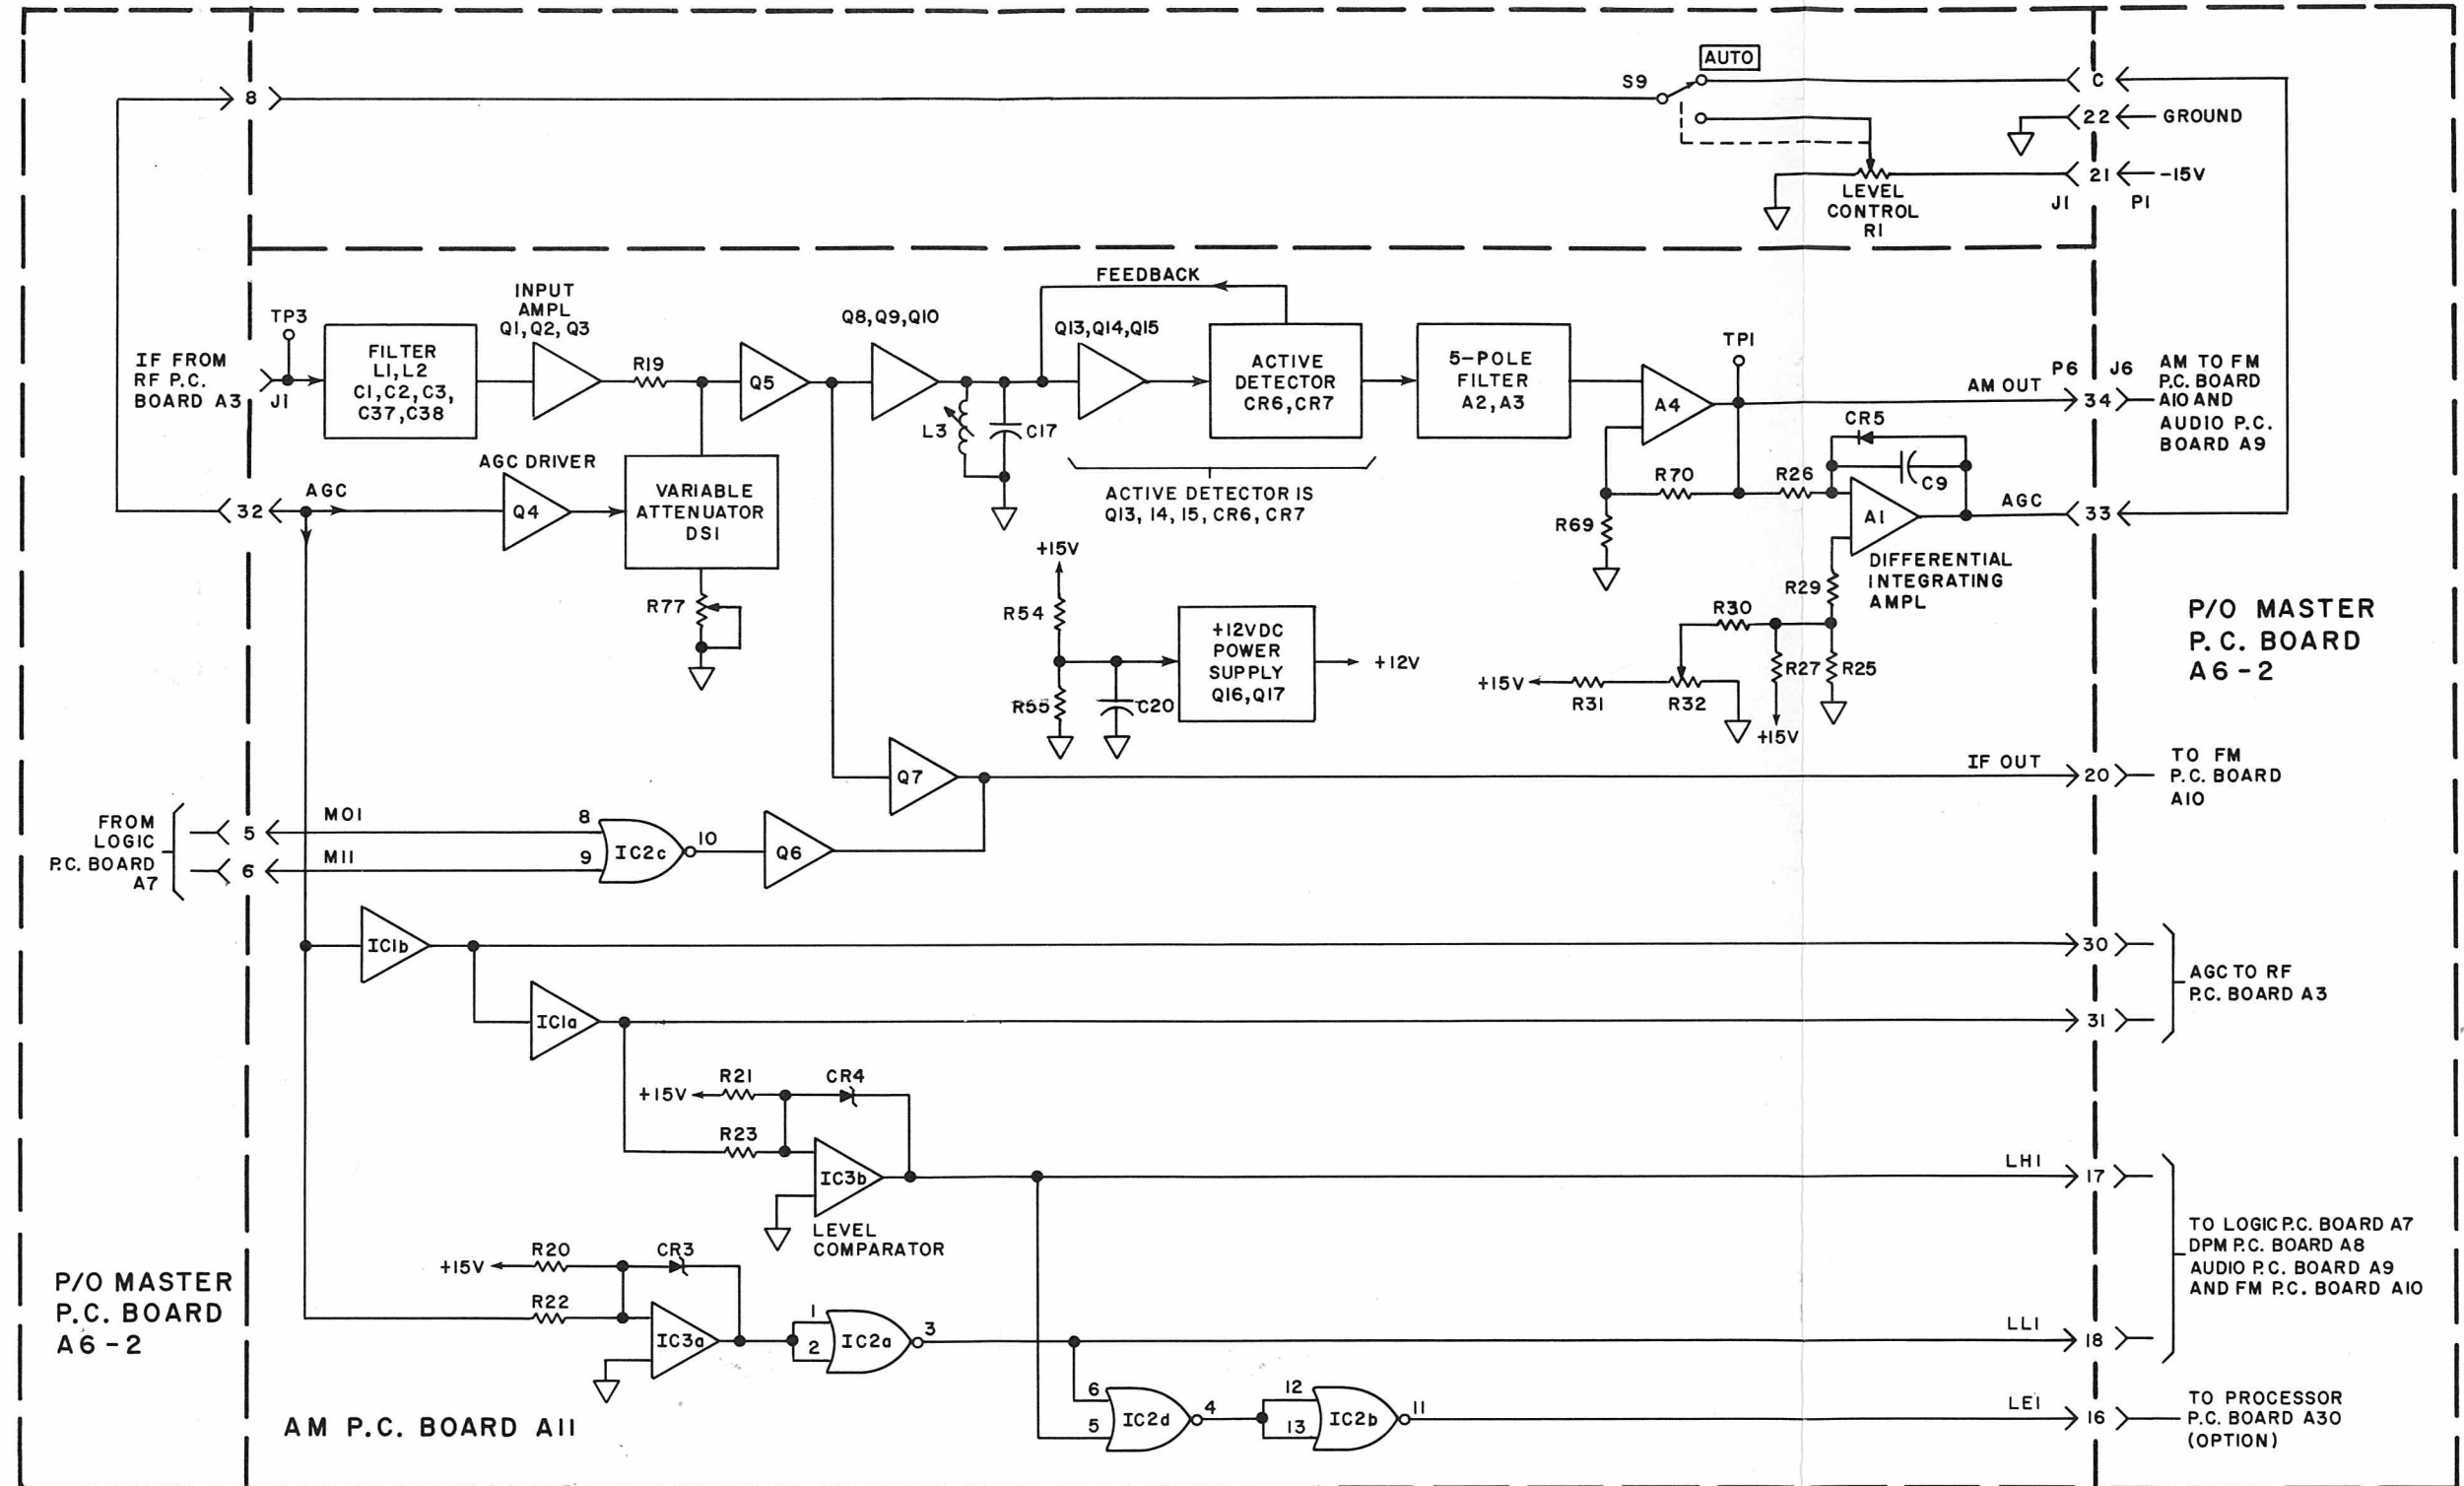 AUTO
S9
8
C
22
GROUND
21
-15V
LEVEL
CONTROL
R1
J1
P1
FEEDBACK
TP3
IF FROM
RF P.C.
BOARD A3
J1
FILTER
L1, L2
C1, C2, C3,
C37, C38
INPUT
AMPL
Q1, Q2, Q3
R19
Q5
Q8, Q9, Q10
L3
C17
Q13, Q14, Q15
ACTIVE
DETECTOR
CR6, CR7
ACTIVE DETECTOR IS
Q13, 14, 15, CR6, CR7
5-POLE
FILTER
A2, A3
A4
TP1
AM OUT
P6
J6
34
AM TO FM
P.C. BOARD
A10 AND
AUDIO P.C.
BOARD A9
CR5
C9
R70
R26
R69
A1
AGC
33
DIFFERENTIAL
INTEGRATING
AMPL
32
AGC
AGC DRIVER
Q4
VARIABLE
ATTENUATOR
DS1
R77
+15V
R54
R55
C20
+12VDC
POWER
SUPPLY
Q16, Q17
+12V
R29
R30
R27
R25
+15V
R31
R32
+15V
P/O MASTER
P.C. BOARD
A6-2
Q7
IF OUT
20
TO FM
P.C. BOARD
A10
FROM
LOGIC
P.C. BOARD
A7
5
MO1
6
MI1
8
9
IC2c
10
Q6
IC1b
30
IC1a
31
AGC TO RF
P.C. BOARD A3
+15V
R21
CR4
R23
IC3b
LEVEL
COMPARATOR
LH1
17
TO LOGIC P.C. BOARD A7
DPM P.C. BOARD A8
AUDIO P.C. BOARD A9
AND FM P.C. BOARD A10
+15V
R20
CR3
R22
IC3a
1
2
IC2a
3
LL1
18
6
5
IC2d
4
12
13
IC2b
11
LE1
16
TO PROCESSOR
P.C. BOARD A30
(OPTION)
P/O MASTER
P.C. BOARD
A6-2
AM P.C. BOARD A11